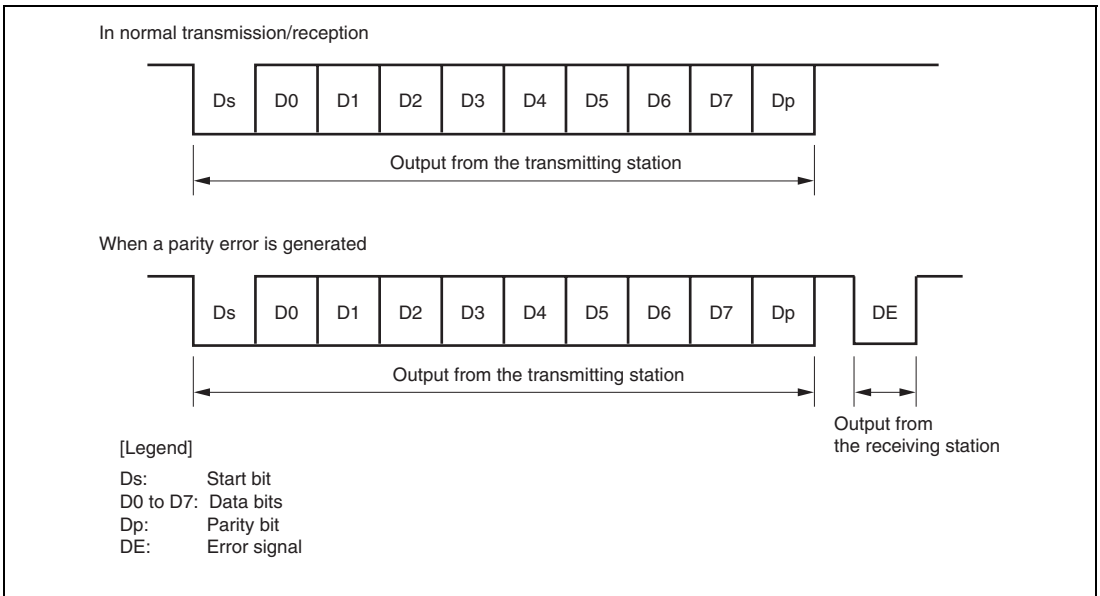 In normal transmission/reception
Ds D0 D1 D2 D3 D4 D5 D6 D7 Dp
Output from the transmitting station
When a parity error is generated
Ds D0 D1 D2 D3 D4 D5 D6 D7 Dp DE
Output from the transmitting station
Output from
the receiving station
[Legend]
Ds: Start bit
D0 to D7: Data bits
Dp: Parity bit
DE: Error signal